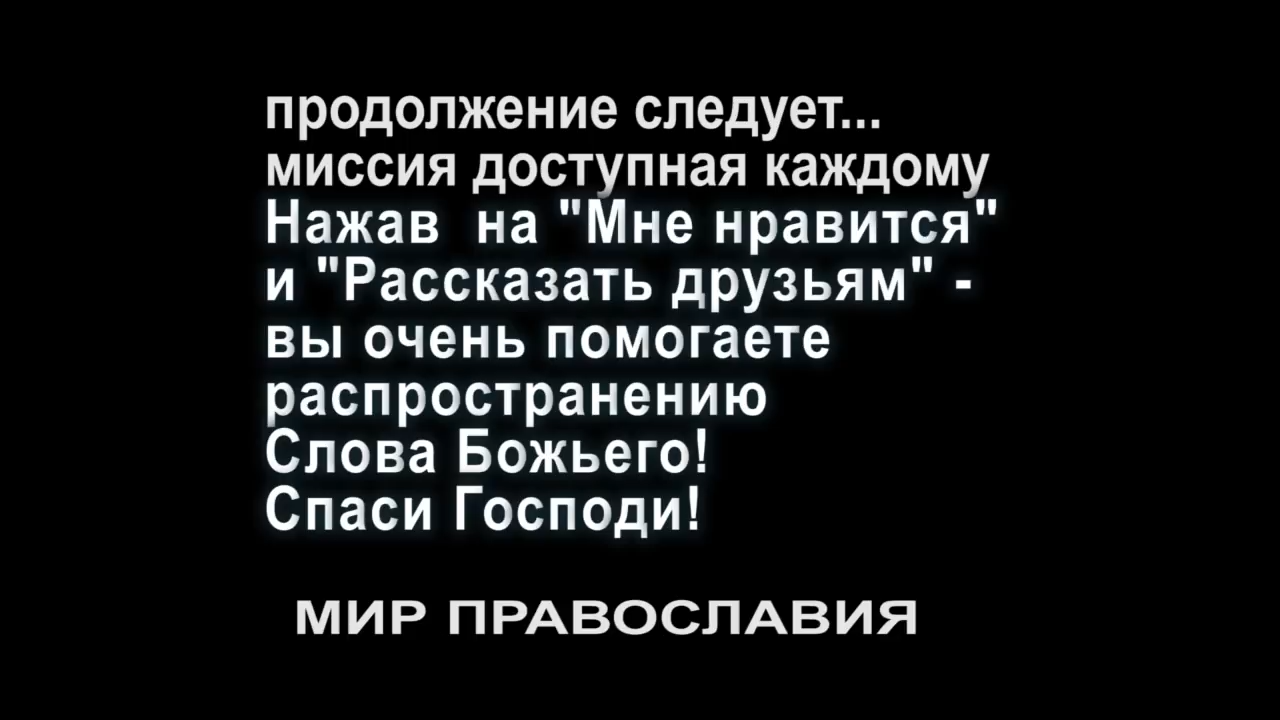 продолжение следует...
миссия доступная каждому
Нажав  на "Мне нравится"
и "Рассказать друзьям" -
вы очень помогаете
распространению
Слова Божьего!
Спаси Господи!
МИР ПРАВОСЛАВИЯ